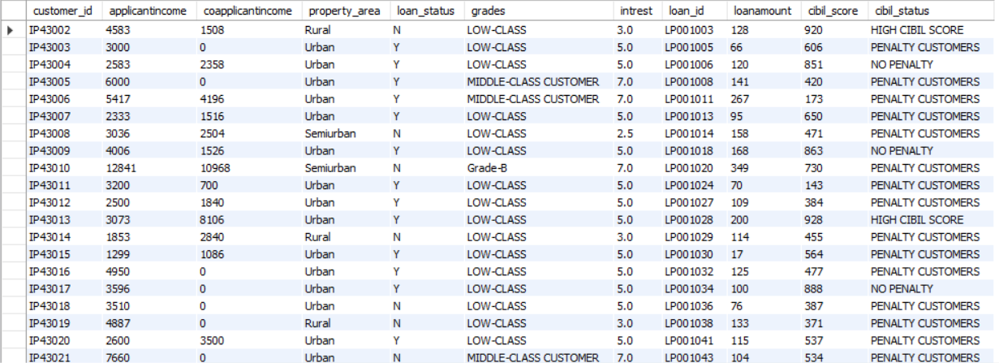 customer_id applicantincome coapplicantincome property_area loan_status grades intrest loan_id loanamount cibil_score cibil_status
IP43002 4583 1508 Rural N LOW-CLASS 3.0 LP001003 128 920 HIGH CIBIL SCORE
IP43003 3000 0 Urban Y LOW-CLASS 5.0 LP001005 66 606 PENALTY CUSTOMERS
IP43004 2583 2358 Urban Y LOW-CLASS 5.0 LP001006 120 851 NO PENALTY
IP43005 6000 0 Urban Y MIDDLE-CLASS CUSTOMER 7.0 LP001008 141 420 PENALTY CUSTOMERS
IP43006 5417 4196 Urban Y MIDDLE-CLASS CUSTOMER 7.0 LP001011 267 173 PENALTY CUSTOMERS
IP43007 2333 1516 Urban Y LOW-CLASS 5.0 LP001013 95 650 PENALTY CUSTOMERS
IP43008 3036 2504 Semiurban N LOW-CLASS 2.5 LP001014 158 471 PENALTY CUSTOMERS
IP43009 4006 1526 Urban Y LOW-CLASS 5.0 LP001018 168 863 NO PENALTY
IP43010 12841 10968 Semiurban N Grade-B 7.0 LP001020 349 730 PENALTY CUSTOMERS
IP43011 3200 700 Urban Y LOW-CLASS 5.0 LP001024 70 143 PENALTY CUSTOMERS
IP43012 2500 1840 Urban Y LOW-CLASS 5.0 LP001027 109 384 PENALTY CUSTOMERS
IP43013 3073 8106 Urban Y LOW-CLASS 5.0 LP001028 200 928 HIGH CIBIL SCORE
IP43014 1853 2840 Rural N LOW-CLASS 3.0 LP001029 114 455 PENALTY CUSTOMERS
IP43015 1299 1086 Urban Y LOW-CLASS 5.0 LP001030 17 564 PENALTY CUSTOMERS
IP43016 4950 0 Urban Y LOW-CLASS 5.0 LP001032 125 477 PENALTY CUSTOMERS
IP43017 3596 0 Urban Y LOW-CLASS 5.0 LP001034 100 888 NO PENALTY
IP43018 3510 0 Urban N LOW-CLASS 5.0 LP001036 76 387 PENALTY CUSTOMERS
IP43019 4887 0 Rural N LOW-CLASS 3.0 LP001038 133 371 PENALTY CUSTOMERS
IP43020 2600 3500 Urban Y LOW-CLASS 5.0 LP001041 115 537 PENALTY CUSTOMERS
IP43021 7660 0 Urban N MIDDLE-CLASS CUSTOMER 7.0 LP001043 104 534 PENALTY CUSTOMERS